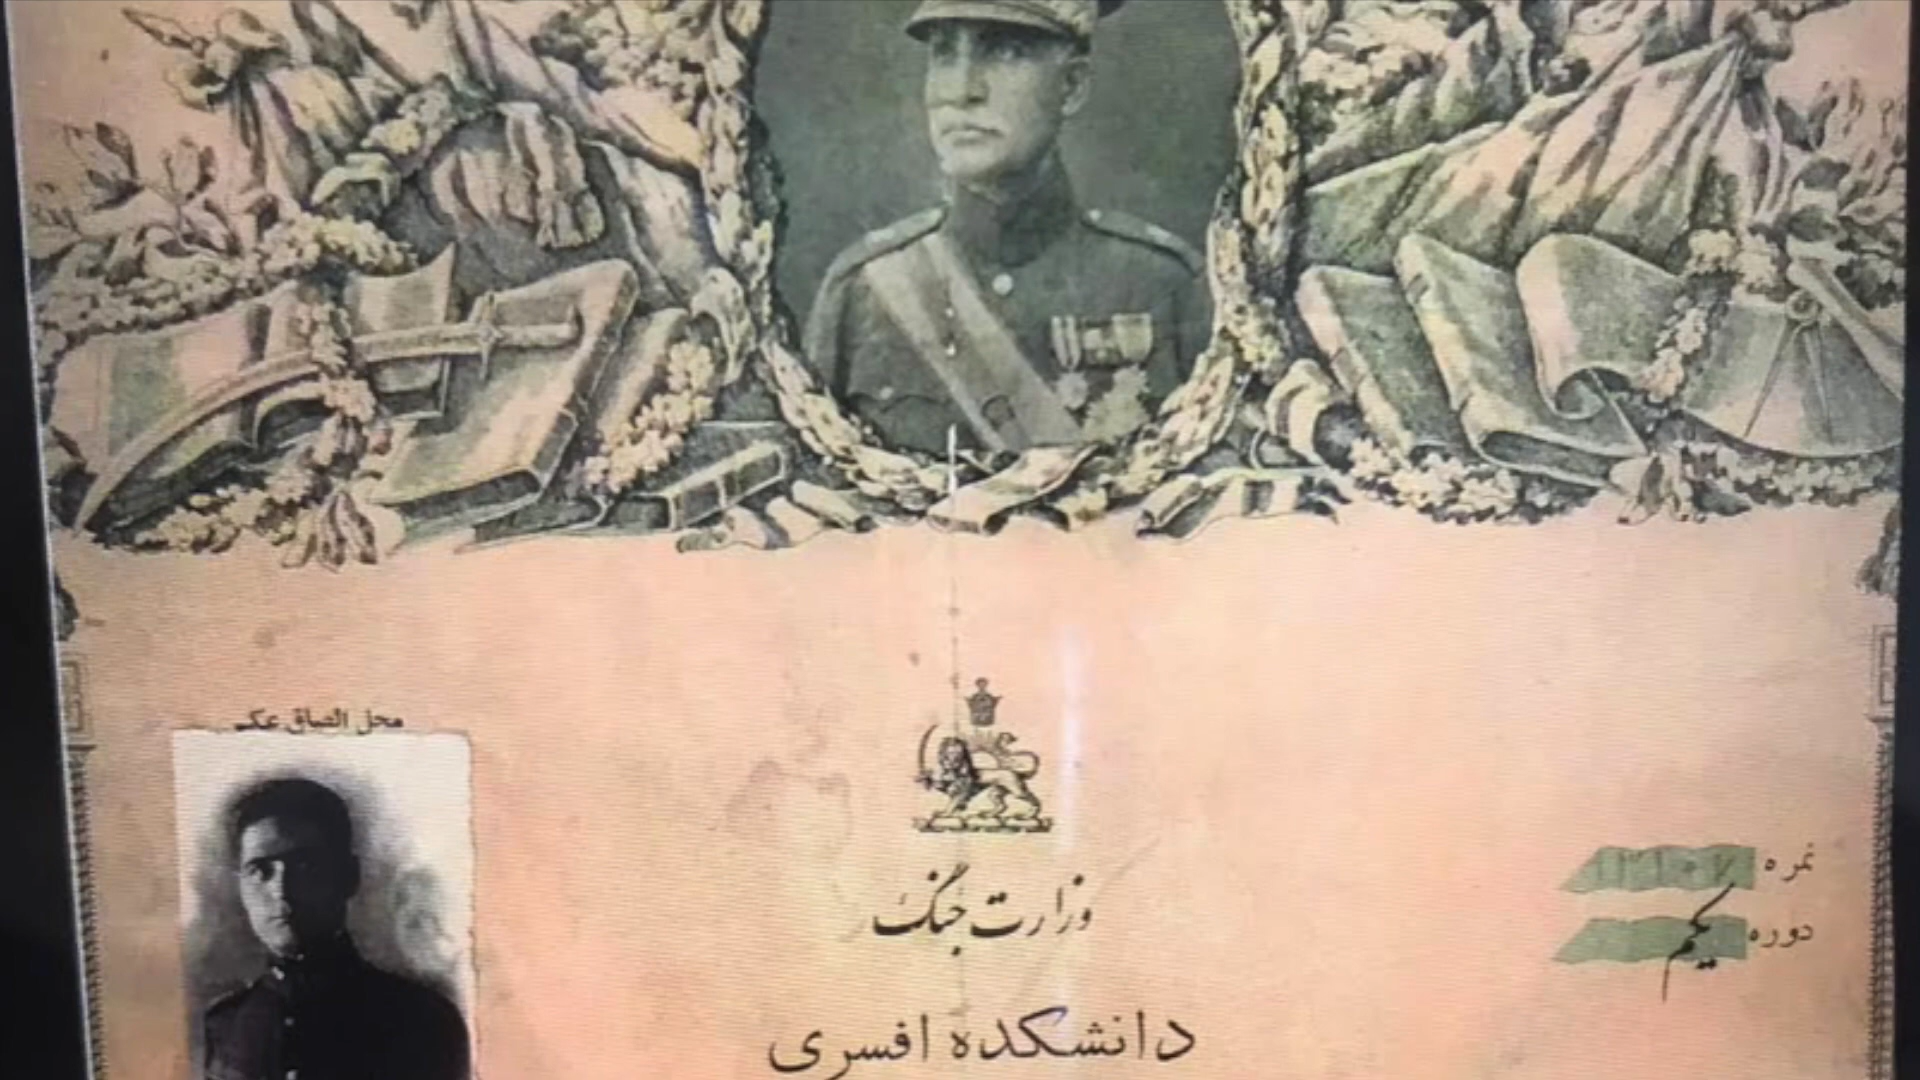 محل الصاق عکس
وزارت جنگ
نمره
دوره یکم
دانشکده افسری